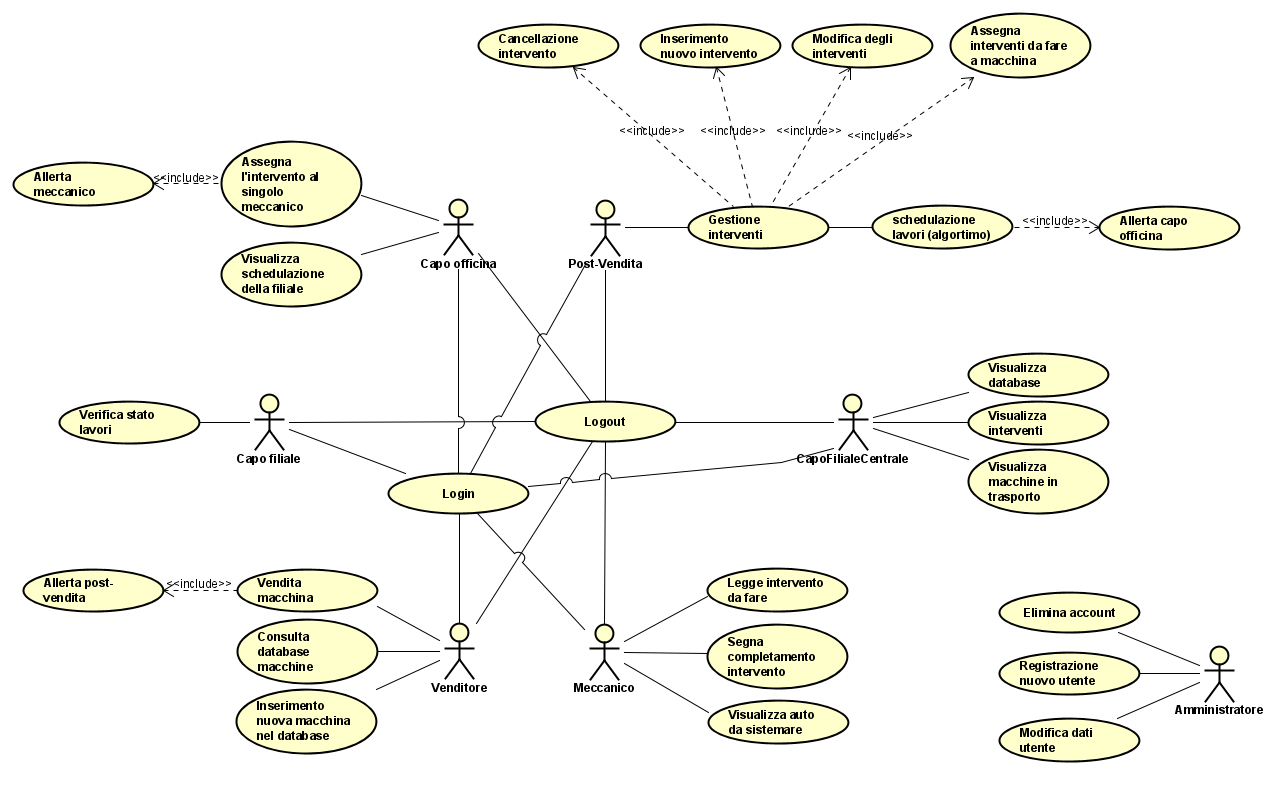 Cancellazione
intervento
Inserimento
nuovo intervento
Modifica degli
interventi
Assegna
interventi da fare
a macchina
<<include>>
<<include>>
<<include>>
<<include>>
Allerta
meccanico
<<include>>
Assegna
l'intervento al
singolo
meccanico
Visualizza
schedulazione
della filiale
Capo officina
Post-Vendita
Gestione
interventi
schedulazione
lavori (algortimo)
<<include>>
Allerta capo
officina
Verifica stato
lavori
Capo filiale
Logout
Login
CapoFilialeCentrale
Visualizza
database
Visualizza
interventi
Visualizza
macchine in
trasporto
Allerta post-
vendita
<<include>>
Vendita
macchina
Consulta
database
macchine
Inserimento
nuova macchina
nel database
Venditore
Meccanico
Legge intervento
da fare
Segna
completamento
intervento
Visualizza auto
da sistemare
Elimina account
Registrazione
nuovo utente
Modifica dati
utente
Amministratore